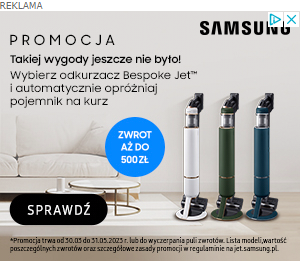 REKLAMA
SAMSUNG
PROMOCJA
Takiej wygody jeszcze nie było!
Wybierz odkurzacz Bespoke Jet™
i automatycznie opróżniaj
pojemnik na kurz
ZWROT
AŻ DO
500 ZŁ
SPRAWDŹ
*Promocja trwa od 30.03 do 31.05.2023 r. lub do wyczerpania puli zwrotów. Lista modeli,wartość
poszczególnych zwrotów oraz szczegółowe zasady promocji w regulaminie na jet.samsung.pl.